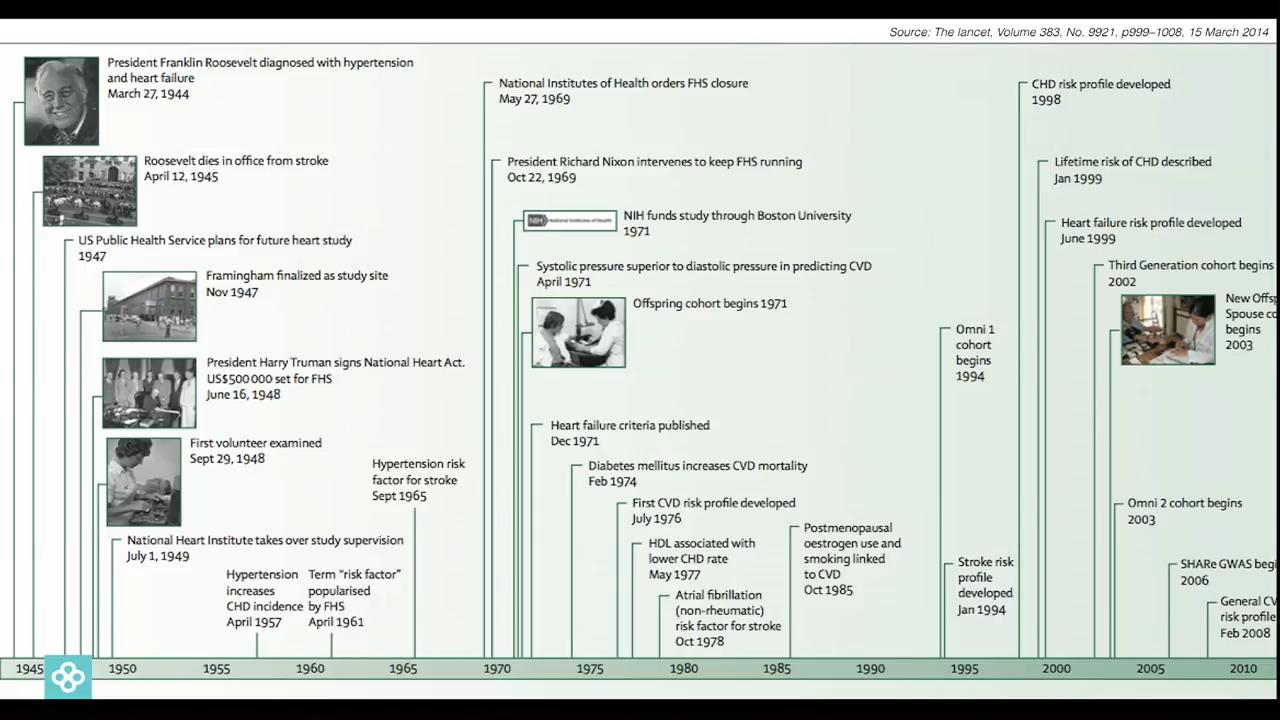 Source: The lancet, Volume 383, No. 9921, p999–1008, 15 March 2014
President Franklin Roosevelt diagnosed with hypertension
and heart failure
March 27, 1944
Roosevelt dies in office from stroke
April 12, 1945
US Public Health Service plans for future heart study
1947
Framingham finalized as study site
Nov 1947
President Harry Truman signs National Heart Act.
US$500 000 set for FHS
June 16, 1948
First volunteer examined
Sept 29, 1948
National Heart Institute takes over study supervision
July 1, 1949
Hypertension
increases
CHD incidence
April 1957
Term “risk factor”
popularised
by FHS
April 1961
Hypertension risk
factor for stroke
Sept 1965
National Institutes of Health orders FHS closure
May 27, 1969
President Richard Nixon intervenes to keep FHS running
Oct 22, 1969
NIH National Institutes of Health
NIH funds study through Boston University
1971
Systolic pressure superior to diastolic pressure in predicting CVD
April 1971
Offspring cohort begins 1971
Heart failure criteria published
Dec 1971
Diabetes mellitus increases CVD mortality
Feb 1974
First CVD risk profile developed
July 1976
HDL associated with
lower CHD rate
May 1977
Atrial fibrillation
(non-rheumatic)
risk factor for stroke
Oct 1978
Postmenopausal
oestrogen use and
smoking linked
to CVD
Oct 1985
Omni 1
cohort
begins
1994
Stroke risk
profile
developed
Jan 1994
CHD risk profile developed
1998
Lifetime risk of CHD described
Jan 1999
Heart failure risk profile developed
June 1999
Third Generation cohort begins
2002
New Offsp
Spouse co
begins
2003
Omni 2 cohort begins
2003
SHARe GWAS begi
2006
General CV
risk profile
Feb 2008
1945 1950 1955 1960 1965 1970 1975 1980 1985 1990 1995 2000 2005 2010